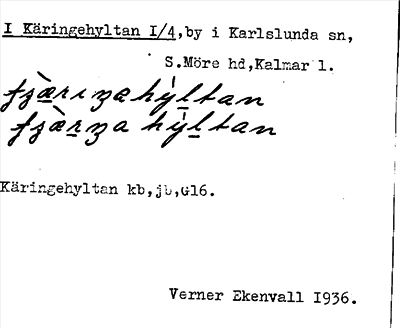 I Käringehyltan I/4,by i Karlslunda sn,
S.Möre hd,Kalmar l.
Käringehyltan kb,jb,G16.
Verner Ekenvall 1936.